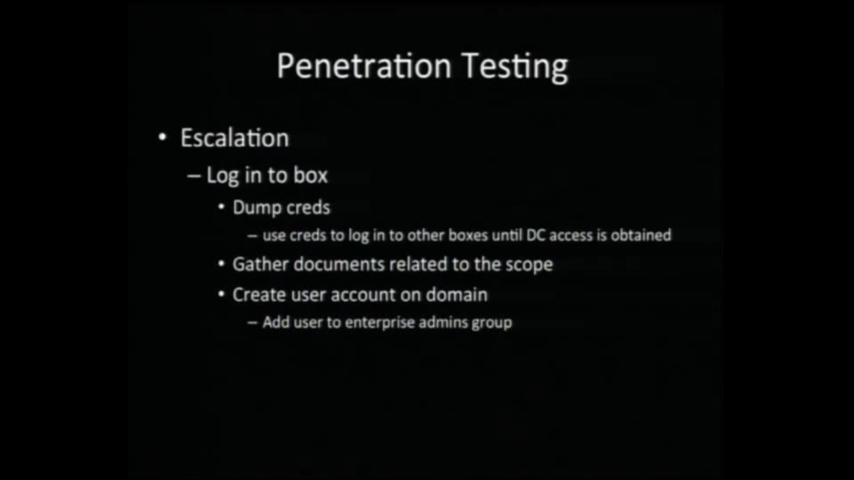 Penetration Testing
• Escalation
– Log in to box
• Dump creds
– use creds to log in to other boxes until DC access is obtained
• Gather documents related to the scope
• Create user account on domain
– Add user to enterprise admins group